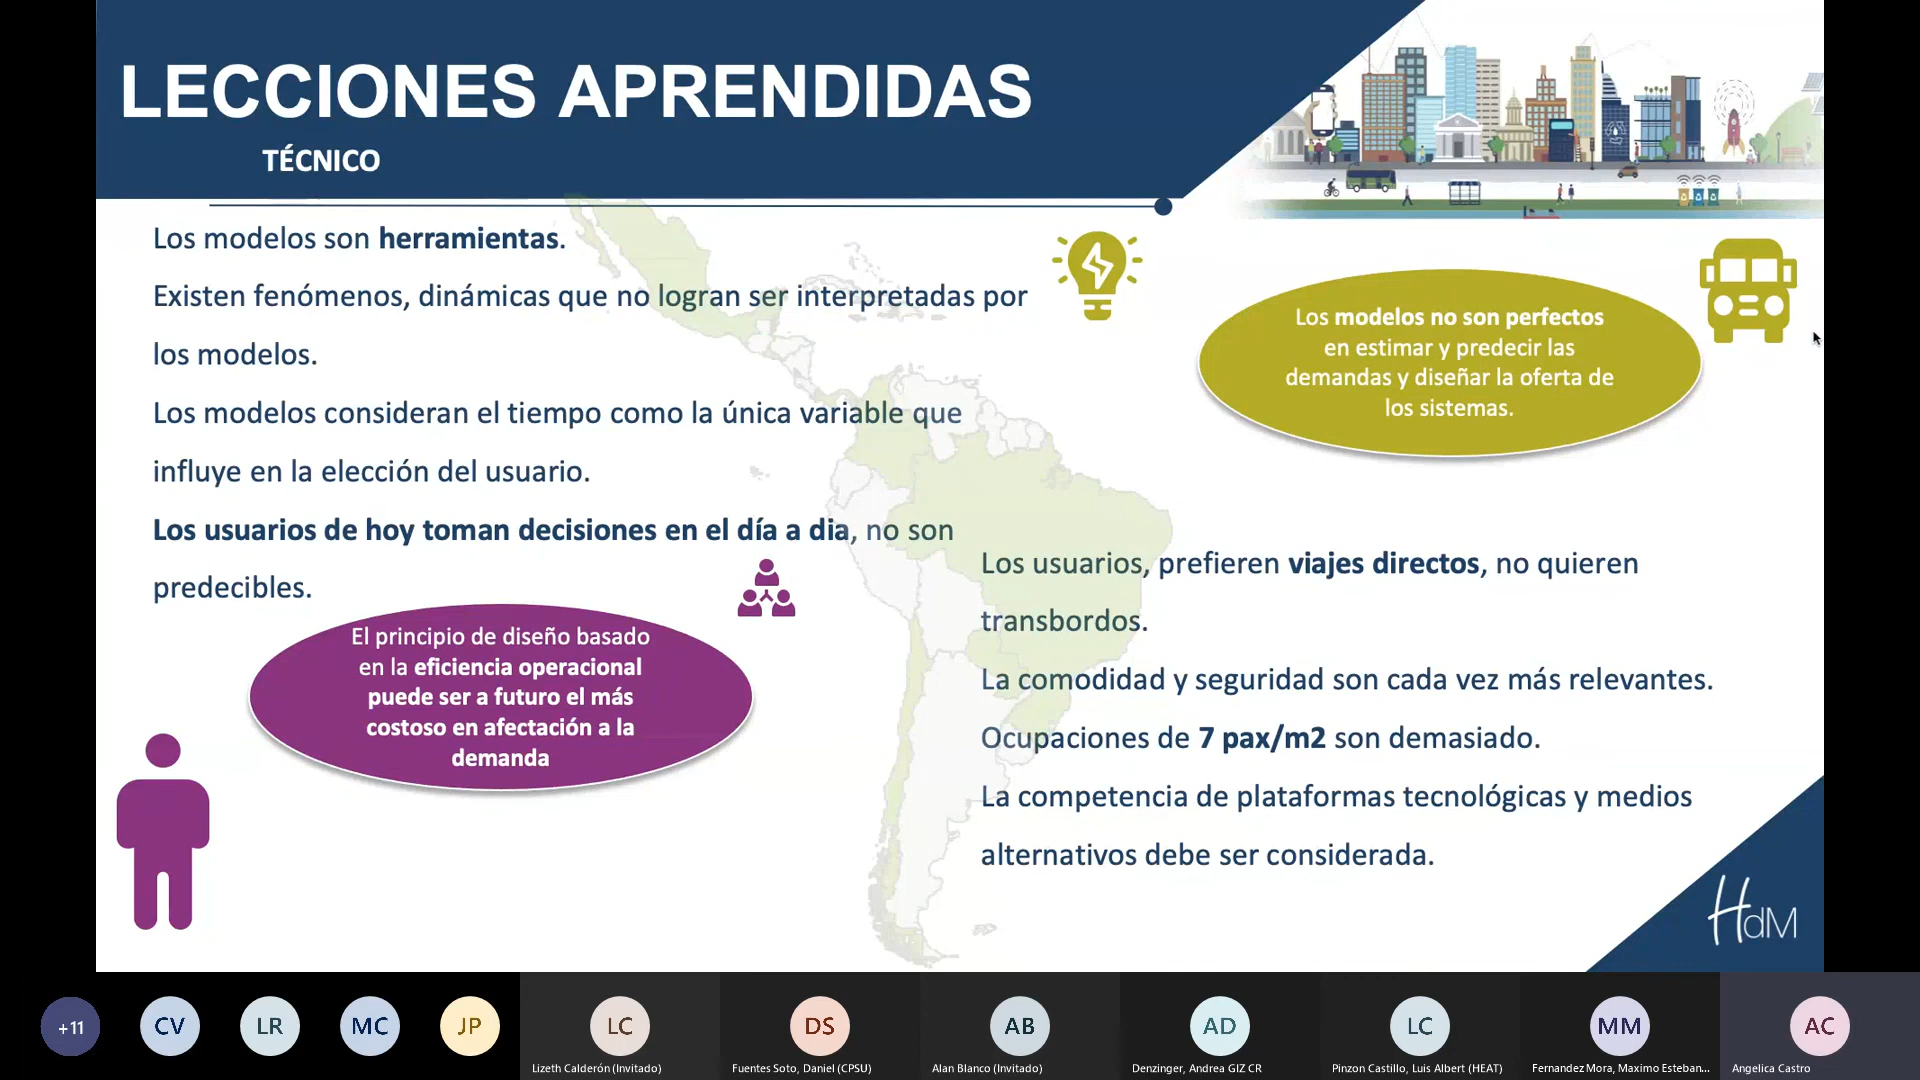 LECCIONES APRENDIDAS
TÉCNICO
Los modelos son herramientas.
Existen fenómenos, dinámicas que no logran ser interpretadas por
los modelos.
Los modelos consideran el tiempo como la única variable que
influye en la elección del usuario.
Los usuarios de hoy toman decisiones en el día a dia, no son
predecibles.
El principio de diseño basado
en la eficiencia operacional
puede ser a futuro el más
costoso en afectación a la
demanda
Los modelos no son perfectos
en estimar y predecir las
demandas y diseñar la oferta de
los sistemas.
Los usuarios, prefieren viajes directos, no quieren
transbordos.
La comodidad y seguridad son cada vez más relevantes.
Ocupaciones de 7 pax/m2 son demasiado.
La competencia de plataformas tecnológicas y medios
alternativos debe ser considerada.
HdM
+11
CV
LR
MC
JP
LC
DS
AB
AD
LC
MM
AC
Lizeth Calderón (Invitado)
Fuentes Soto, Daniel (CPSU)
Alan Blanco (Invitado)
Denzinger, Andrea GIZ CR
Pinzon Castillo, Luis Albert (HEAT)
Fernandez Mora, Maximo Esteban...
Angelica Castro